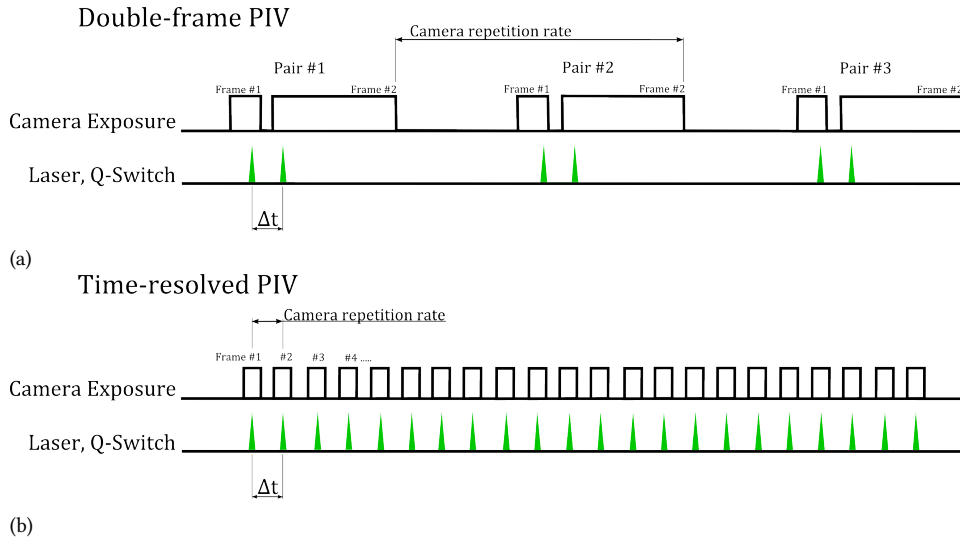 Double-frame PIV
Camera repetition rate
Pair #1
Pair #2
Pair #3
Frame #1
Frame #2
Frame #1
Frame #2
Frame #1
Frame #2
Camera Exposure
Laser, Q-Switch
Δt
(a)
Time-resolved PIV
Camera repetition rate
Frame #1
#2
#3
#4 .....
Camera Exposure
Laser, Q-Switch
Δt
(b)